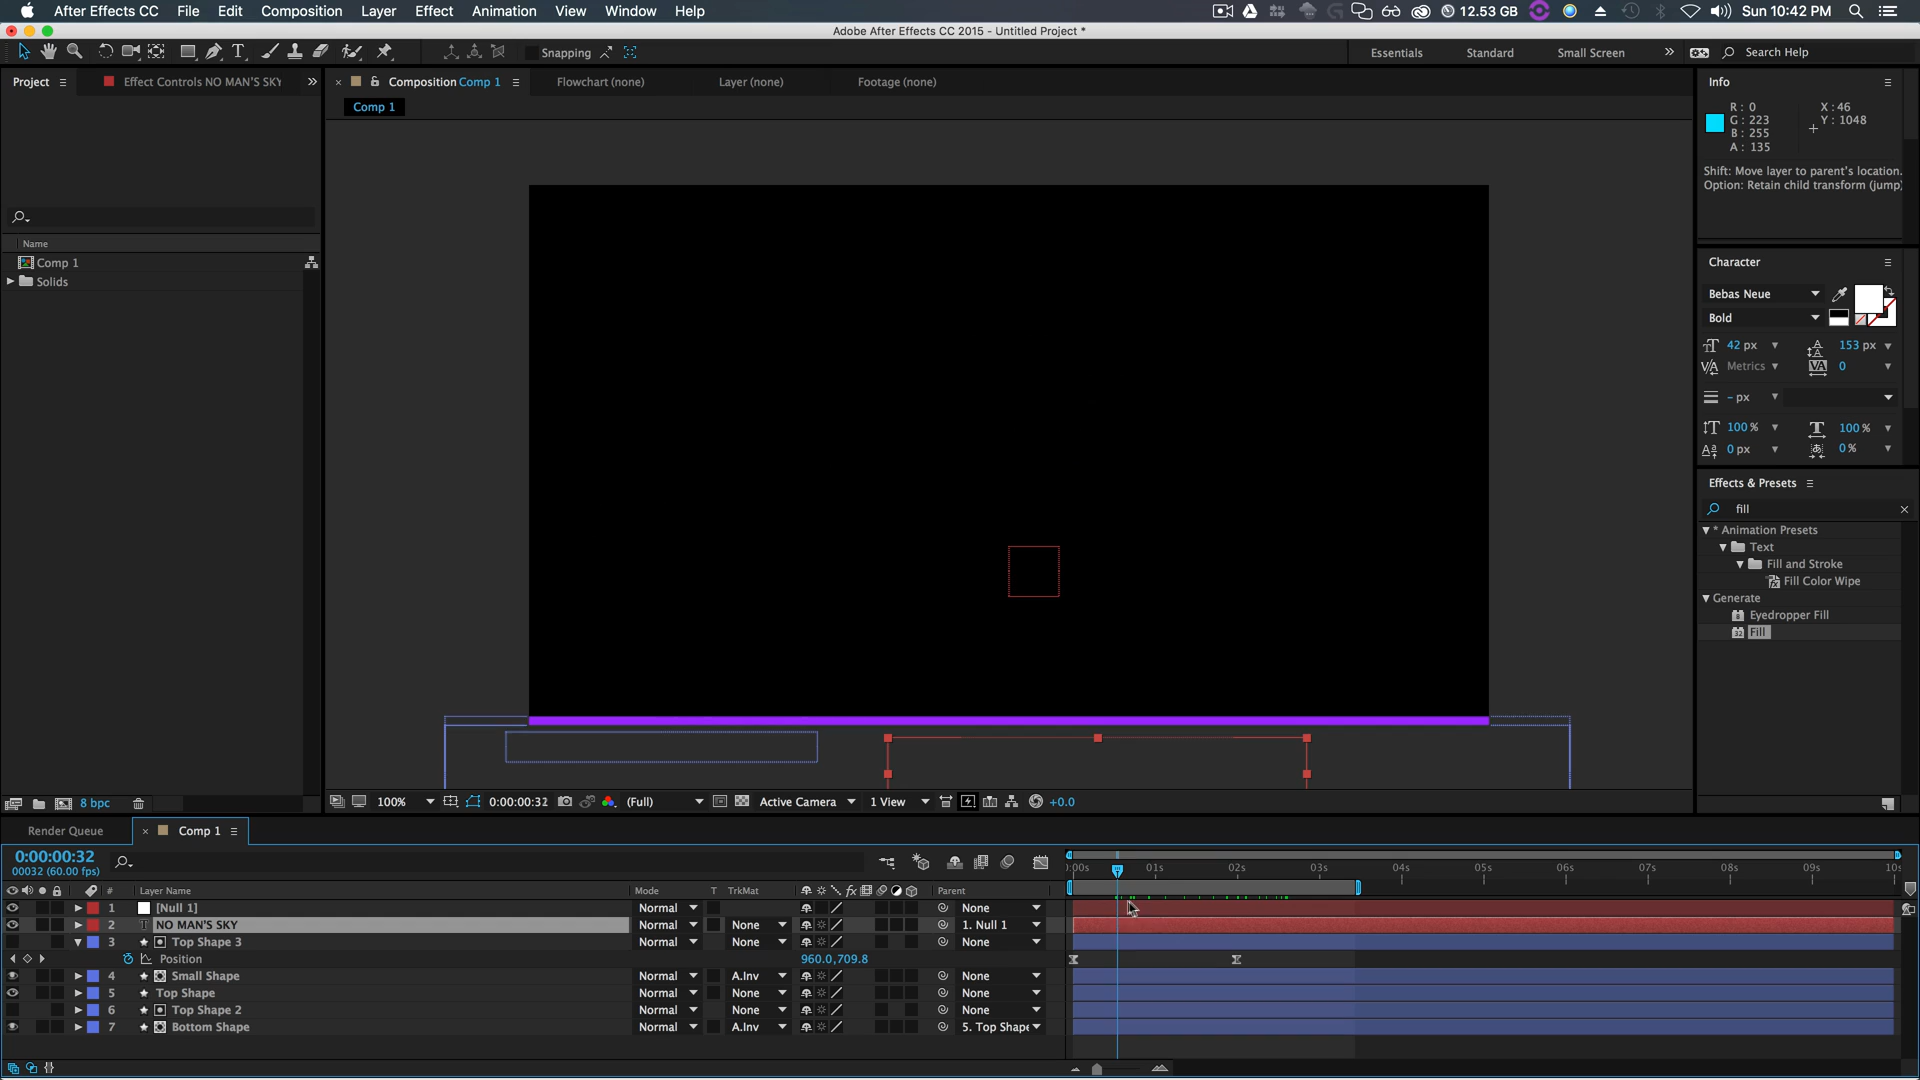 After Effects CC File Edit Composition Layer Effect Animation View Window Help 12.53 GB Sun 10:42 PM
Adobe After Effects CC 2015 - Untitled Project *
Snapping Essentials Standard Small Screen Search Help
Project Effect Controls NO MAN'S SKY Composition Comp 1 Flowchart (none) Layer (none) Footage (none) Info
Comp 1
R : 0 X : 46
G : 223 Y : 1048
B : 255
A : 135
Shift: Move layer to parent's location.
Option: Retain child transform (jump)
Name
Comp 1
Solids
Character
Bebas Neue
Bold
42 px 153 px
Metrics 0
- px
100 % 100 %
0 px 0 %
Effects & Presets
fill
* Animation Presets
Text
Fill and Stroke
Fill Color Wipe
Generate
Eyedropper Fill
Fill
8 bpc 100% 0:00:00:32 (Full) Active Camera 1 View +0.0
Render Queue Comp 1
0:00:00:32
00032 (60.00 fps)
:00s 01s 02s 03s 04s 05s 06s 07s 08s 09s 10s
# Layer Name Mode T TrkMat Parent
1 [Null 1] Normal None
2 NO MAN'S SKY Normal None 1. Null 1
3 Top Shape 3 Normal None None
Position 960.0,709.8
4 Small Shape Normal A.Inv None
5 Top Shape Normal None None
6 Top Shape 2 Normal None None
7 Bottom Shape Normal A.Inv 5. Top Shape